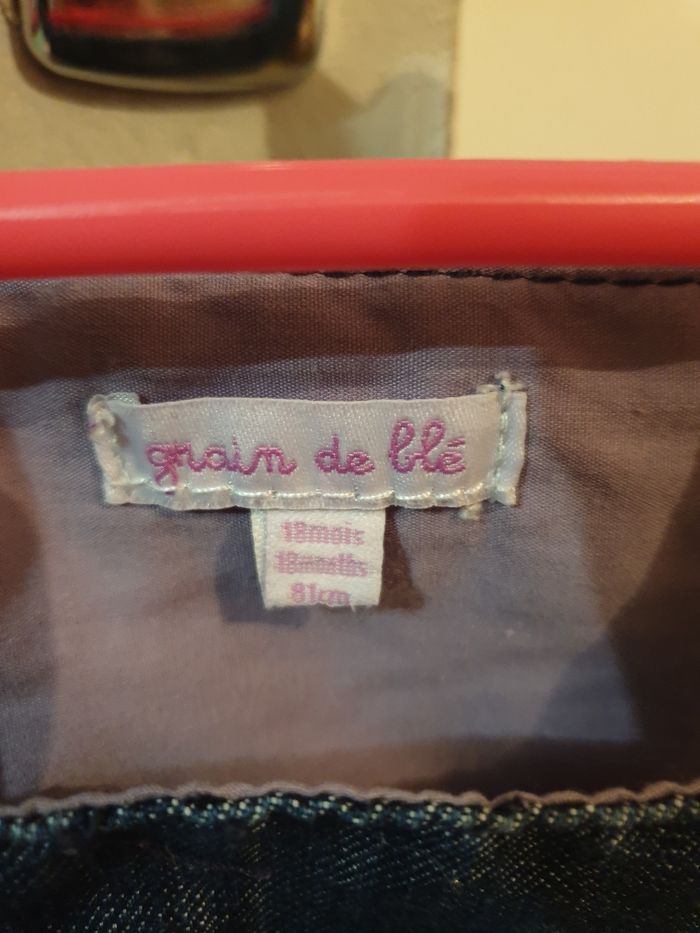 grain de blé
18mois
18months
81cm